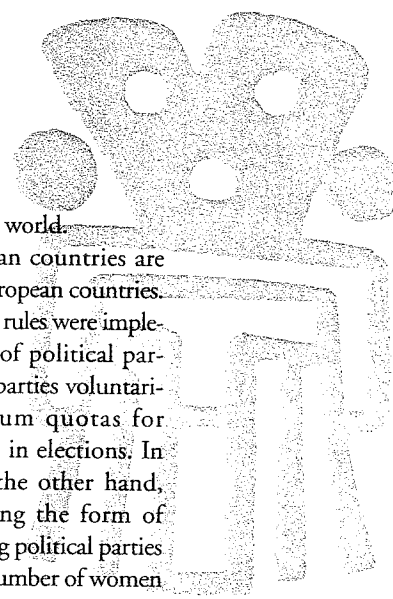 world.
an countries are
ropean countries.
rules were imple-
of political par-
parties voluntari-
um quotas for
in elections. In
the other hand,
ng the form of
g political parties
umber of women